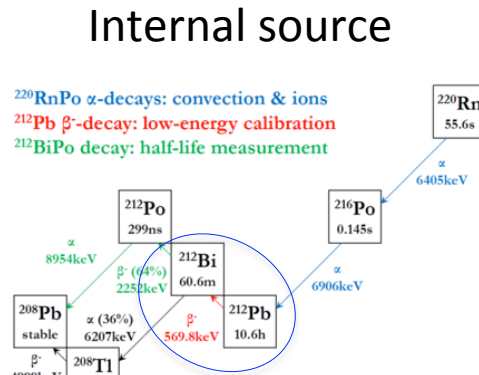 Internal source
²²⁰RnPo α-decays: convection & ions
²¹²Pb β⁻-decay: low-energy calibration
²¹²BiPo decay: half-life measurement
²²⁰Rn
55.6s
α
6405keV
²¹²Po
299ns
²¹⁶Po
0.145s
α
8954keV
β⁻ (64%)
2252keV
²¹²Bi
60.6m
α
6906keV
²⁰⁸Pb
stable
α (36%)
6207keV
β⁻
569.8keV
²¹²Pb
10.6h
β⁻
²⁰⁸Tl